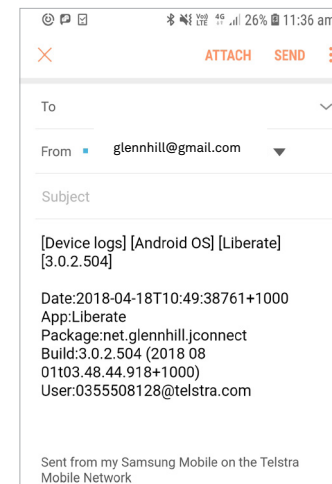 Vo)) LTE 4G 26% 11:36 am
ATTACH SEND
To
From glennhill@gmail.com
Subject
[Device logs] [Android OS] [Liberate]
[3.0.2.504]
Date:2018-04-18T10:49:38761+1000
App:Liberate
Package:net.glennhill.jconnect
Build:3.0.2.504 (2018 08
01t03.48.44.918+1000)
User:0355508128@telstra.com
Sent from my Samsung Mobile on the Telstra
Mobile Network